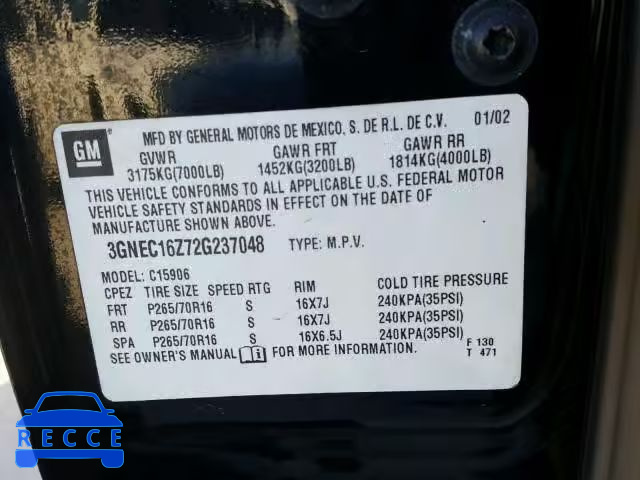 GM
MFD BY GENERAL MOTORS DE MEXICO, S. DE R.L. DE C.V. 01/02
GVWR GAWR FRT GAWR RR
3175KG(7000LB) 1452KG(3200LB) 1814KG(4000LB)
THIS VEHICLE CONFORMS TO ALL APPLICABLE U.S. FEDERAL MOTOR
VEHICLE SAFETY STANDARDS IN EFFECT ON THE DATE OF
MANUFACTURE SHOWN ABOVE.
3GNEC16Z72G237048 TYPE: M.P.V.
MODEL: C15906
CPEZ TIRE SIZE SPEED RTG RIM COLD TIRE PRESSURE
FRT P265/70R16 S 16X7J 240KPA(35PSI)
RR P265/70R16 S 16X7J 240KPA(35PSI)
SPA P265/70R16 S 16X6.5J 240KPA(35PSI)
SEE OWNER'S MANUAL FOR MORE INFORMATION.
F 130
T 471
RECCE